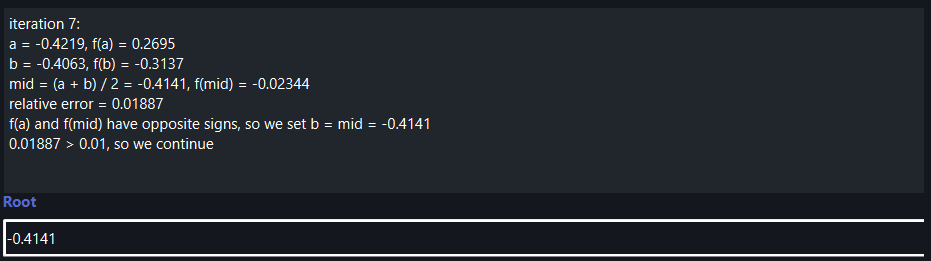 iteration 7:
a = -0.4219, f(a) = 0.2695
b = -0.4063, f(b) = -0.3137
mid = (a + b) / 2 = -0.4141, f(mid) = -0.02344
relative error = 0.01887
f(a) and f(mid) have opposite signs, so we set b = mid = -0.4141
0.01887 > 0.01, so we continue
Root
-0.4141